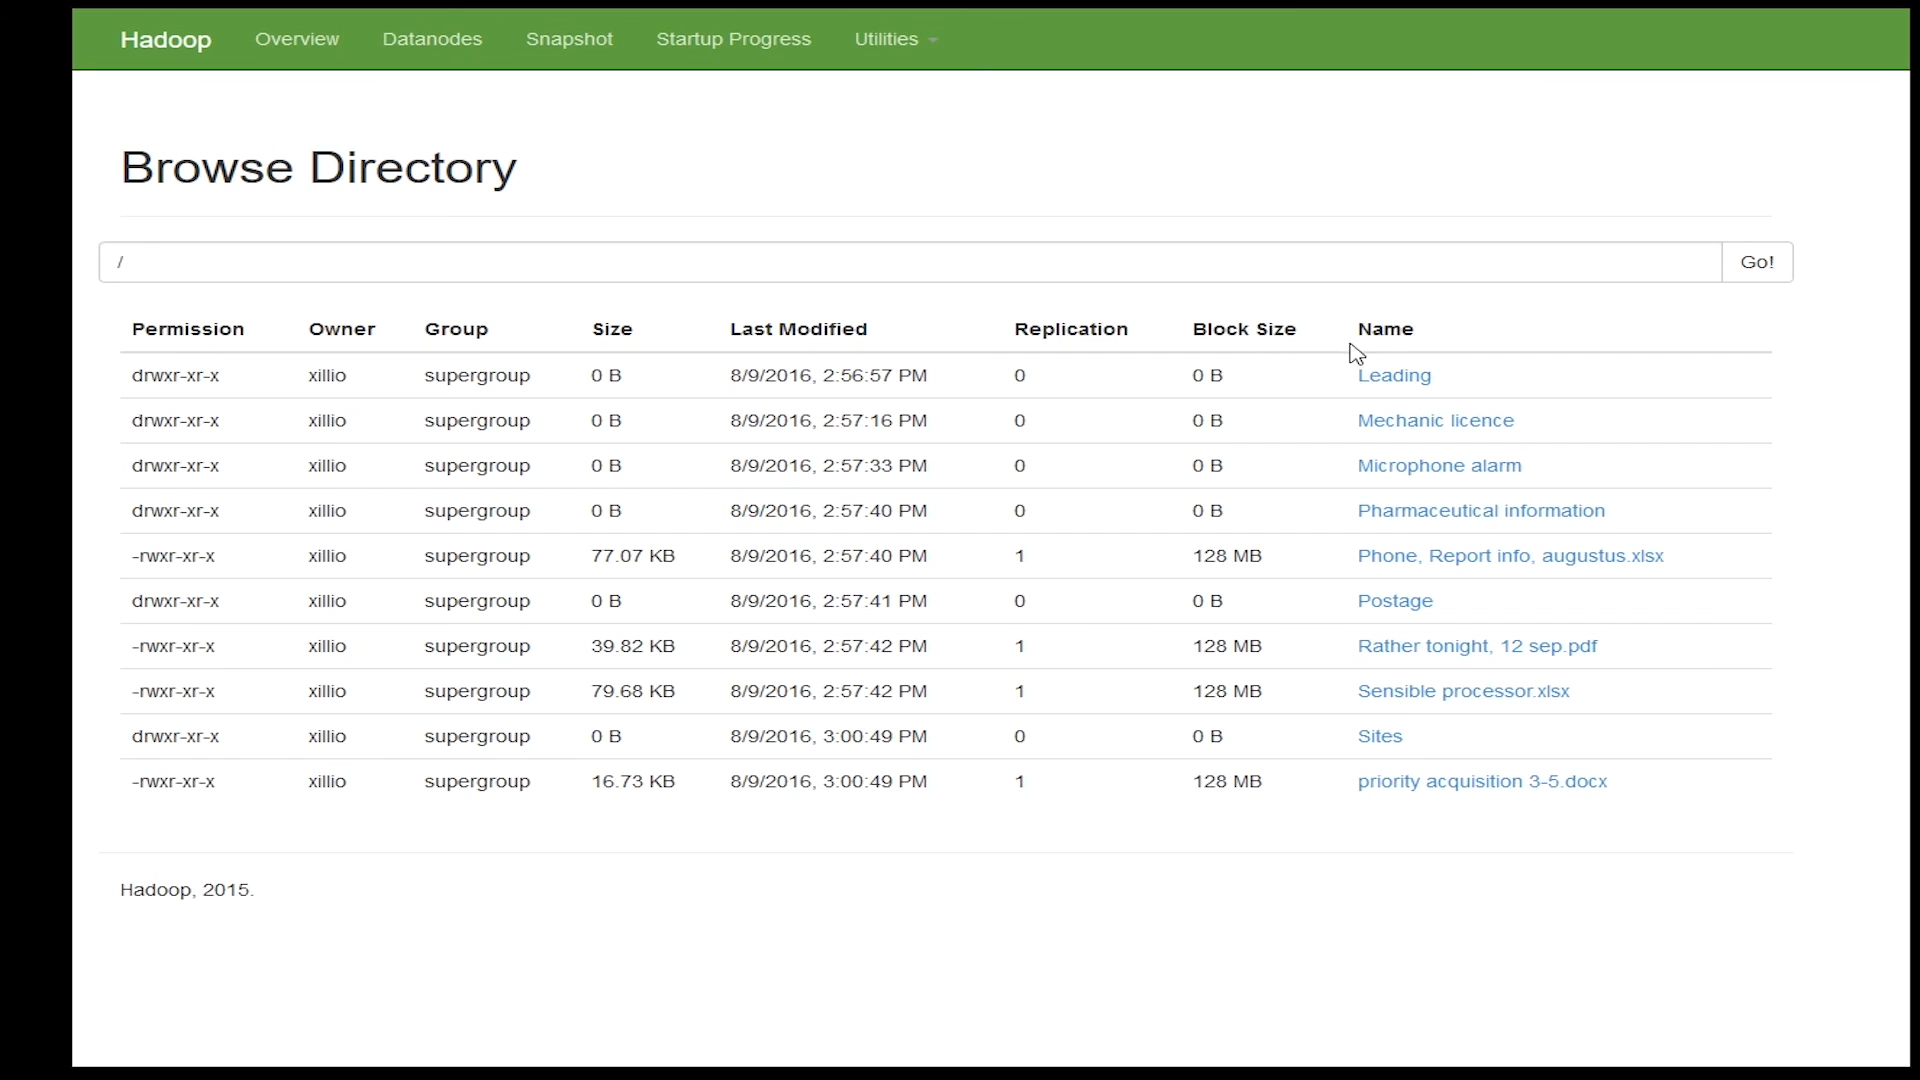 Hadoop Overview Datanodes Snapshot Startup Progress Utilities
Browse Directory
/ Go!
Permission Owner Group Size Last Modified Replication Block Size Name
drwxr-xr-x xillio supergroup 0 B 8/9/2016, 2:56:57 PM 0 0 B Leading
drwxr-xr-x xillio supergroup 0 B 8/9/2016, 2:57:16 PM 0 0 B Mechanic licence
drwxr-xr-x xillio supergroup 0 B 8/9/2016, 2:57:33 PM 0 0 B Microphone alarm
drwxr-xr-x xillio supergroup 0 B 8/9/2016, 2:57:40 PM 0 0 B Pharmaceutical information
-rwxr-xr-x xillio supergroup 77.07 KB 8/9/2016, 2:57:40 PM 1 128 MB Phone, Report info, augustus.xlsx
drwxr-xr-x xillio supergroup 0 B 8/9/2016, 2:57:41 PM 0 0 B Postage
-rwxr-xr-x xillio supergroup 39.82 KB 8/9/2016, 2:57:42 PM 1 128 MB Rather tonight, 12 sep.pdf
-rwxr-xr-x xillio supergroup 79.68 KB 8/9/2016, 2:57:42 PM 1 128 MB Sensible processor.xlsx
drwxr-xr-x xillio supergroup 0 B 8/9/2016, 3:00:49 PM 0 0 B Sites
-rwxr-xr-x xillio supergroup 16.73 KB 8/9/2016, 3:00:49 PM 1 128 MB priority acquisition 3-5.docx
Hadoop, 2015.